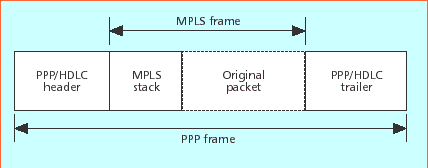 MPLS frame
PPP/HDLC
header
MPLS
stack
Original
packet
PPP/HDLC
trailer
PPP frame